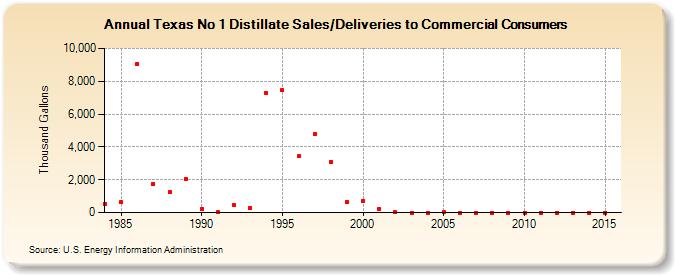 Annual Texas No 1 Distillate Sales/Deliveries to Commercial Consumers
Thousand Gallons
10,000
8,000
6,000
4,000
2,000
0
1985 1990 1995 2000 2005 2010 2015
Source: U.S. Energy Information Administration